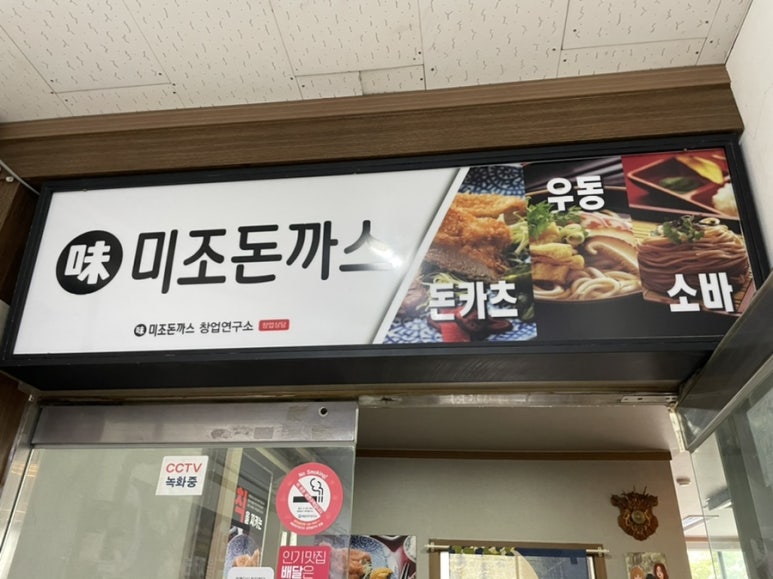 味 미조돈까스
味 미조돈까스 창업연구소 창업상담
돈카츠
우동
소바
CCTV
녹화중
No Smoking!
인기맛집
배달은